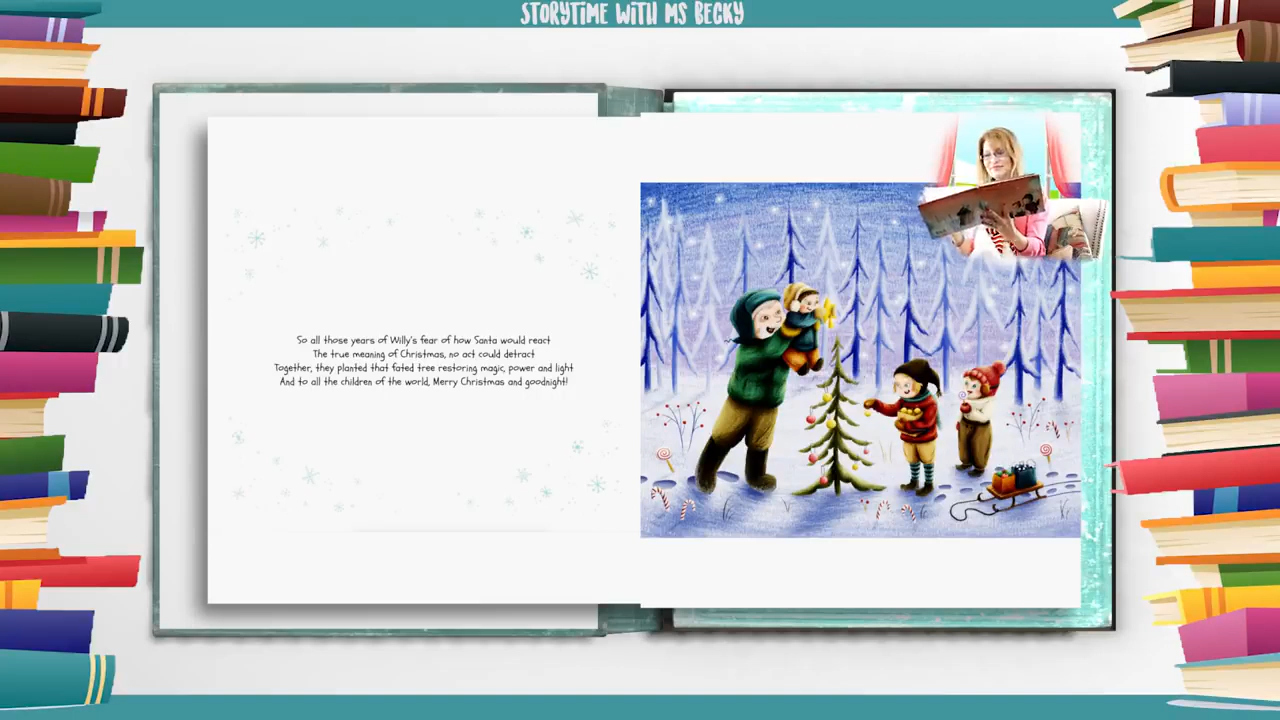 STORYTIME WITH MS BECKY
So all those years of Willy's fear of how Santa would react
The true meaning of Christmas, no act could detract
Together, they planted that fated tree restoring magic, power and light
And to all the children of the world, Merry Christmas and goodnight!